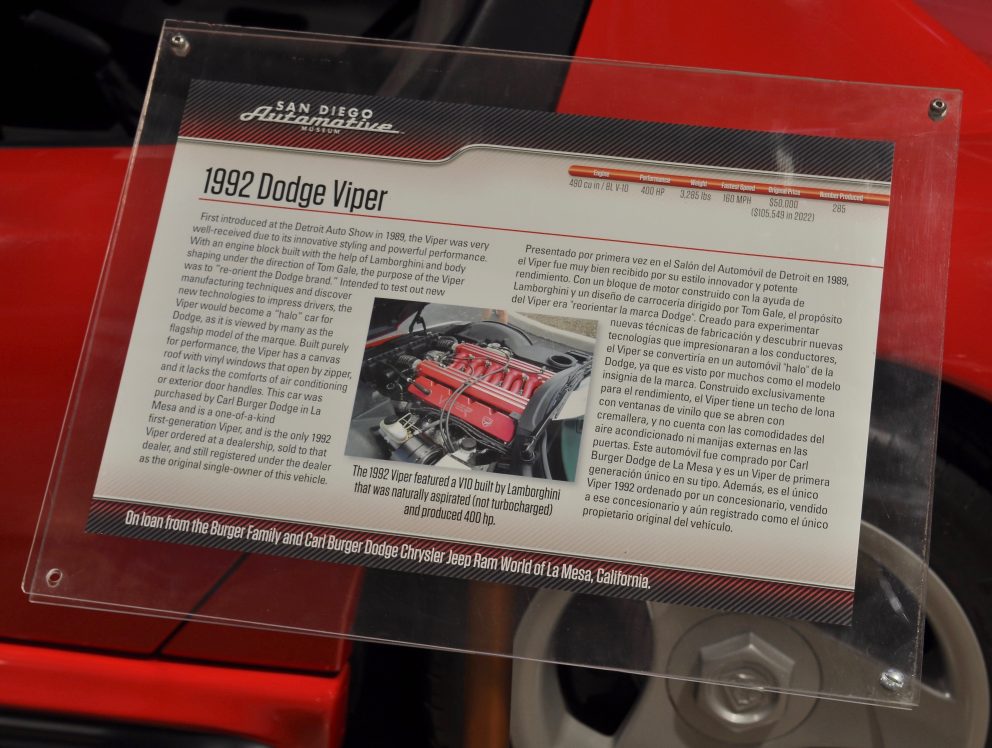 SAN DIEGO
Automotive
MUSEUM
1992 Dodge Viper
Engine Performance Weight Fastest Speed Original Price Number Produced
490 cu in / BL V-10 400 HP 3,285 lbs 160 MPH $50,000 285
($105,549 in 2022)
First introduced at the Detroit Auto Show in 1989, the Viper was very
well-received due to its innovative styling and powerful performance.
With an engine block built with the help of Lamborghini and body
shaping under the direction of Tom Gale, the purpose of the Viper
was to "re-orient the Dodge brand." Intended to test out new
manufacturing techniques and discover
new technologies to impress drivers, the
Viper would become a "halo" car for
Dodge, as it is viewed by many as the
flagship model of the marque. Built purely
for performance, the Viper has a canvas
roof with vinyl windows that open by zipper,
and it lacks the comforts of air conditioning
or exterior door handles. This car was
purchased by Carl Burger Dodge in La
Mesa and is a one-of-a-kind
first-generation Viper, and is the only 1992
Viper ordered at a dealership, sold to that
dealer, and still registered under the dealer
as the original single-owner of this vehicle.
The 1992 Viper featured a V10 built by Lamborghini
that was naturally aspirated (not turbocharged)
and produced 400 hp.
Presentado por primera vez en el Salón del Automóvil de Detroit en 1989,
el Viper fue muy bien recibido por su estilo innovador y potente
rendimiento. Con un bloque de motor construido con la ayuda de
Lamborghini y un diseño de carrocería dirigido por Tom Gale, el propósito
del Viper era "reorientar la marca Dodge". Creado para experimentar
nuevas técnicas de fabricación y descubrir nuevas
tecnologías que impresionaran a los conductores,
el Viper se convertiría en un automóvil "halo" de la
Dodge, ya que es visto por muchos como el modelo
insignia de la marca. Construido exclusivamente
para el rendimiento, el Viper tiene un techo de lona
con ventanas de vinilo que se abren con
cremallera, y no cuenta con las comodidades del
aire acondicionado ni manijas externas en las
puertas. Este automóvil fue comprado por Carl
Burger Dodge de La Mesa y es un Viper de primera
generación único en su tipo. Además, es el único
Viper 1992 ordenado por un concesionario, vendido
a ese concesionario y aún registrado como el único
propietario original del vehículo.
On loan from the Burger Family and Carl Burger Dodge Chrysler Jeep Ram World of La Mesa, California.